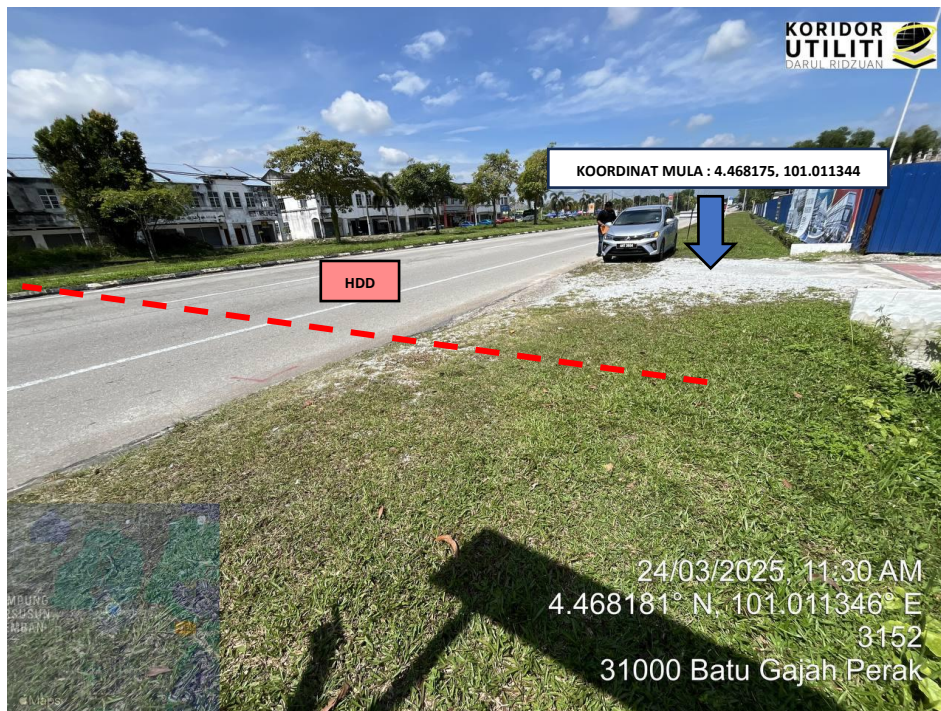 KORIDOR
UTILITI
DARUL RIDZUAN
KOORDINAT MULA : 4.468175, 101.011344
HDD
24/03/2025 11:30 AM
4.468181° N, 101.011346° E
3152
31000 Batu Gajah Perak
Maps